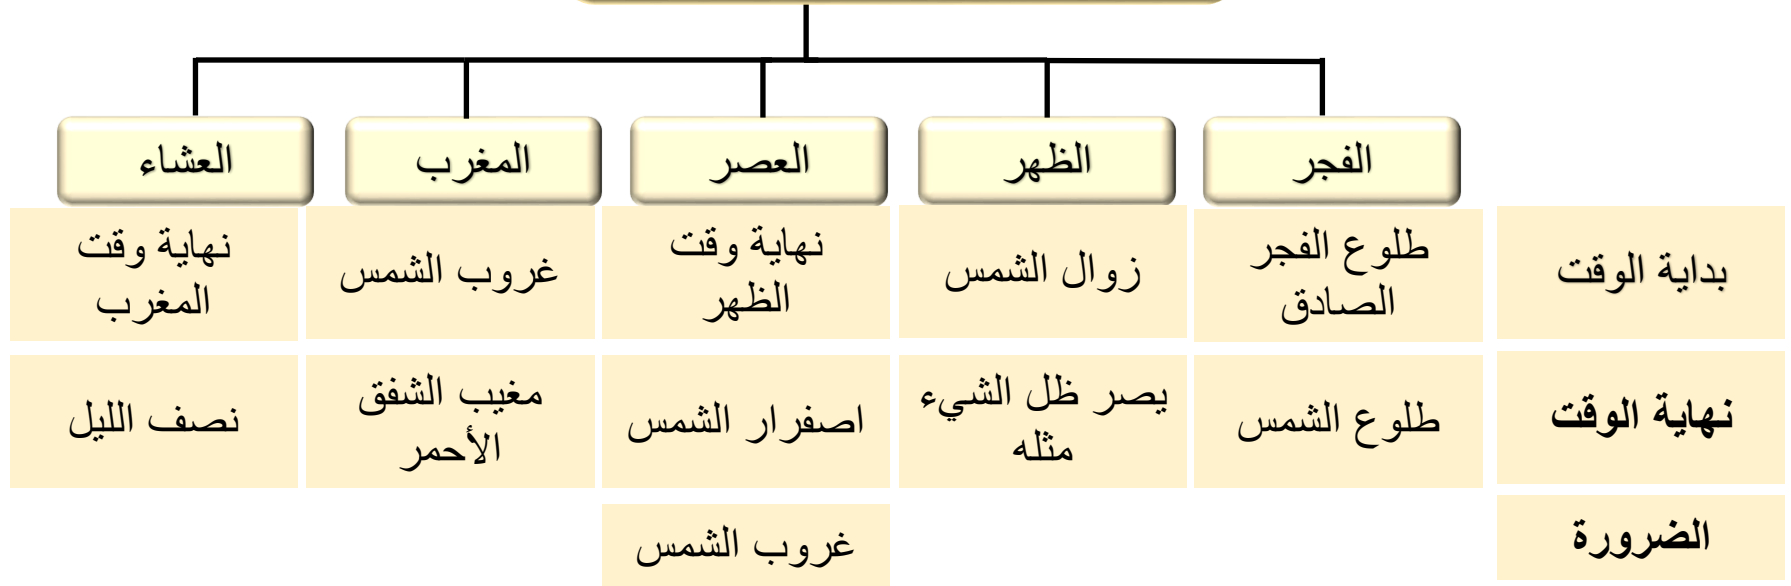 الفجر
الظهر
العصر
المغرب
العشاء
بداية الوقت
طلوع الفجر
الصادق
زوال الشمس
نهاية وقت
الظهر
غروب الشمس
نهاية وقت
المغرب
نهاية الوقت
طلوع الشمس
يصر ظل الشيء
مثله
اصفرار الشمس
مغيب الشفق
الأحمر
نصف الليل
الضرورة
غروب الشمس